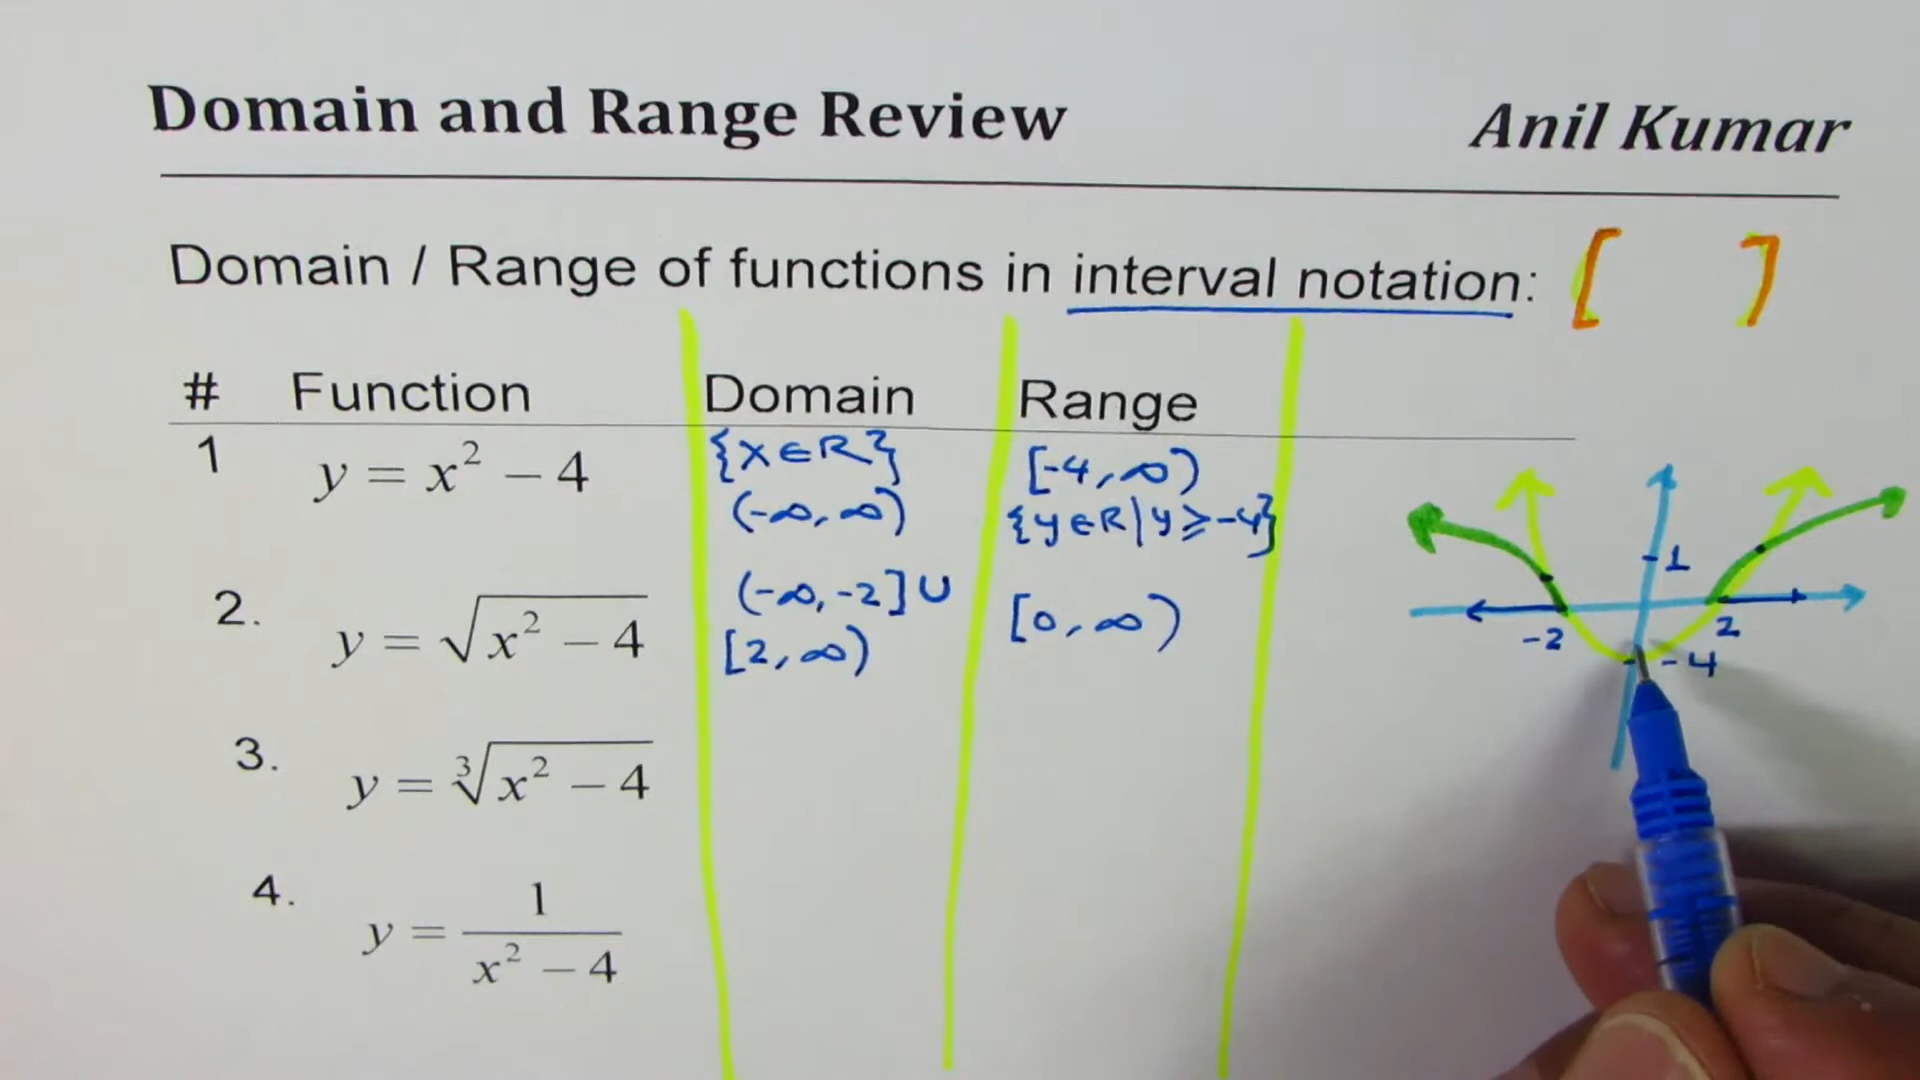 Domain and Range Review
Anil Kumar
Domain / Range of functions in interval notation: [ ]
# Function Domain Range
1 y = x² − 4 {x∈R} [-4, ∞)
(-∞, ∞) {y∈R | y ≥ -4}
2. y = √(x² − 4) (-∞, -2] ∪ [0, ∞)
[2, ∞)
3. y = ∛(x² − 4)
4. y = 1/(x² − 4)
1
-2
2
-4